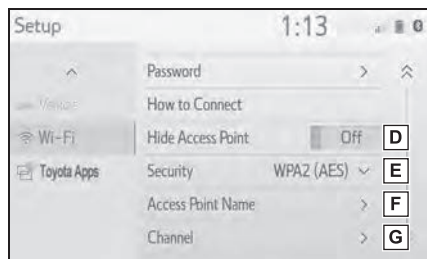 Setup 1:13 0
Password
How to Connect
Wi-Fi Hide Access Point Off D
Toyota Apps Security WPA2 (AES) E
Access Point Name F
Channel G